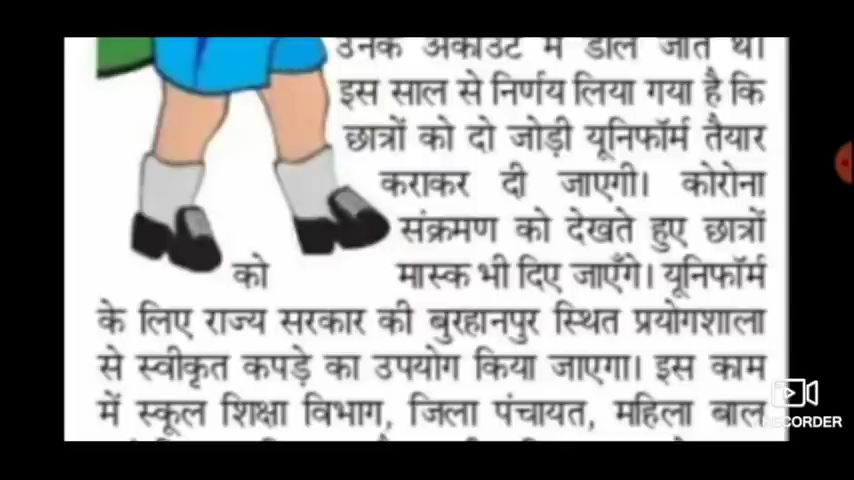 उनके अकाउंट में डाले जाते थे।
इस साल से निर्णय लिया गया है कि
छात्रों को दो जोड़ी यूनिफॉर्म तैयार
कराकर दी जाएगी। कोरोना
संक्रमण को देखते हुए छात्रों
को मास्क भी दिए जाएँगे। यूनिफॉर्म
के लिए राज्य सरकार की बुरहानपुर स्थित प्रयोगशाला
से स्वीकृत कपड़े का उपयोग किया जाएगा। इस काम
में स्कूल शिक्षा विभाग, जिला पंचायत, महिला बाल
RECORDER